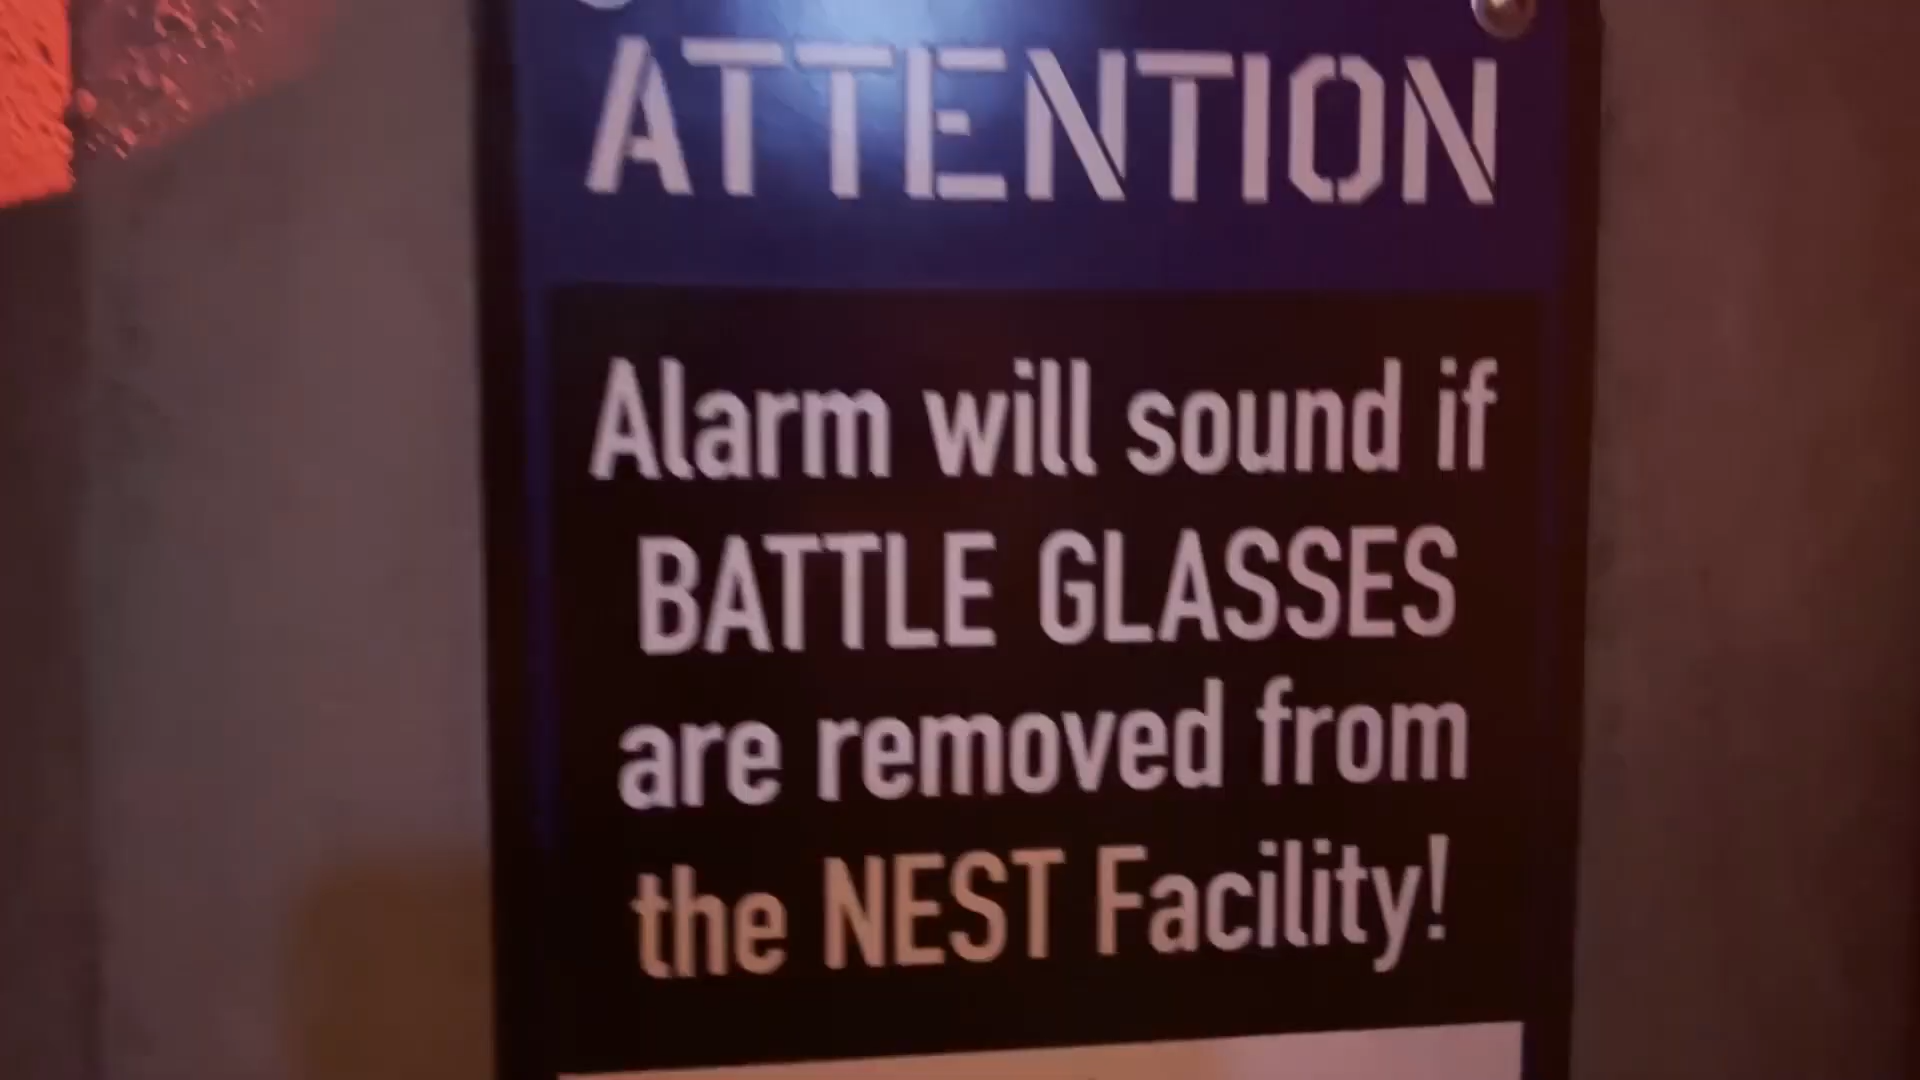 ATTENTION
Alarm will sound if
BATTLE GLASSES
are removed from
the NEST Facility!